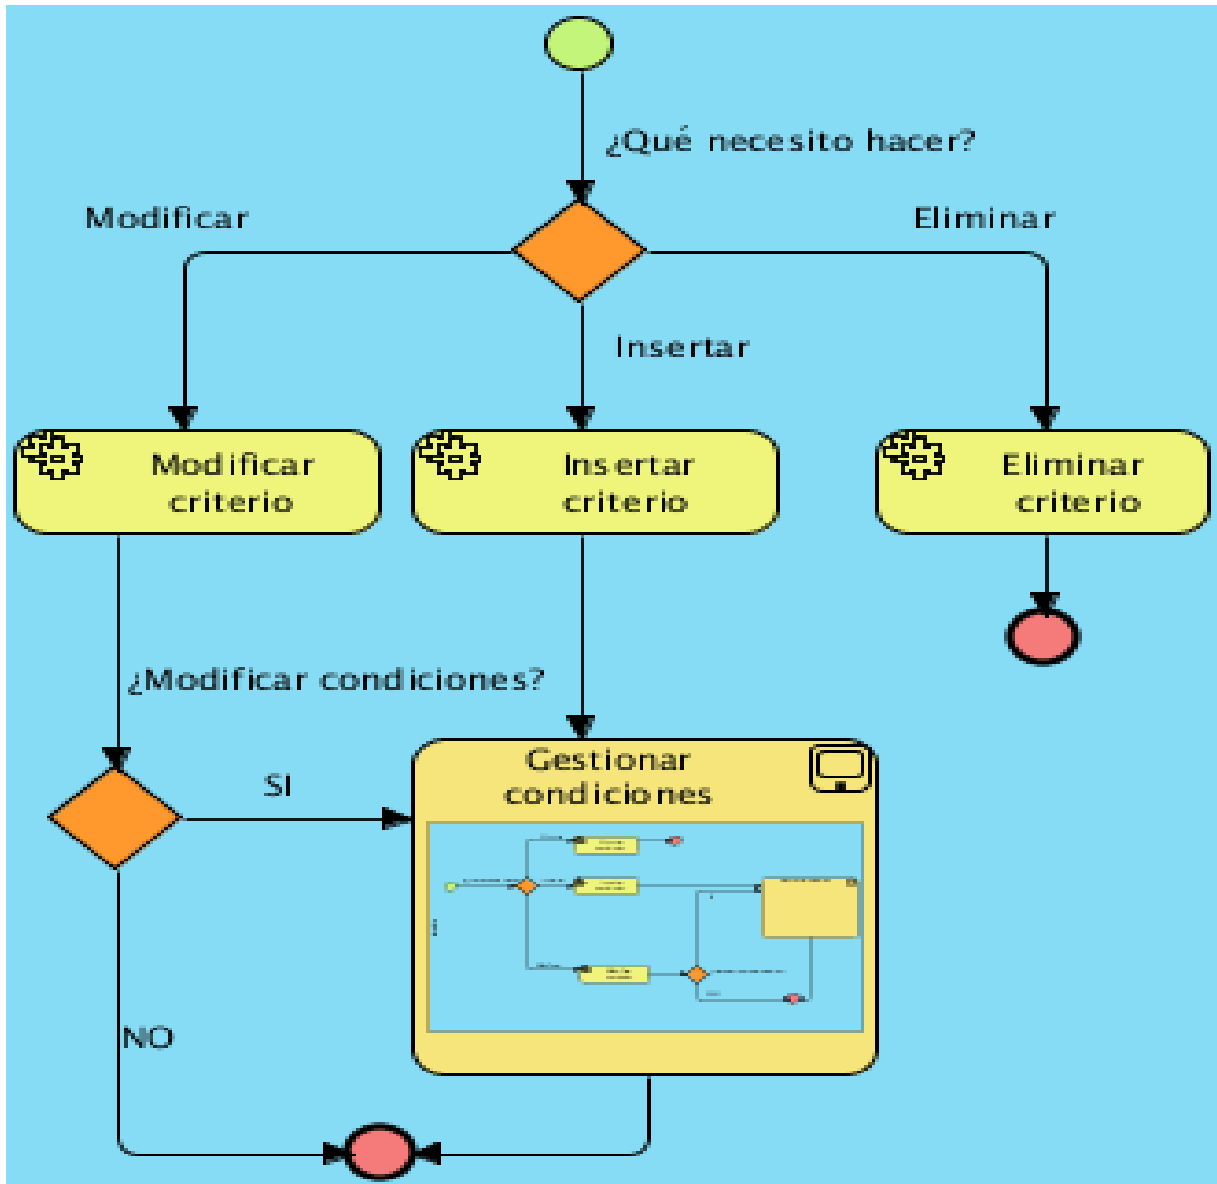 ¿Qué necesito hacer?
Modificar
Eliminar
Insertar
Modificar
criterio
Insertar
criterio
Eliminar
criterio
¿Modificar condiciones?
SI
Gestionar
condiciones
NO